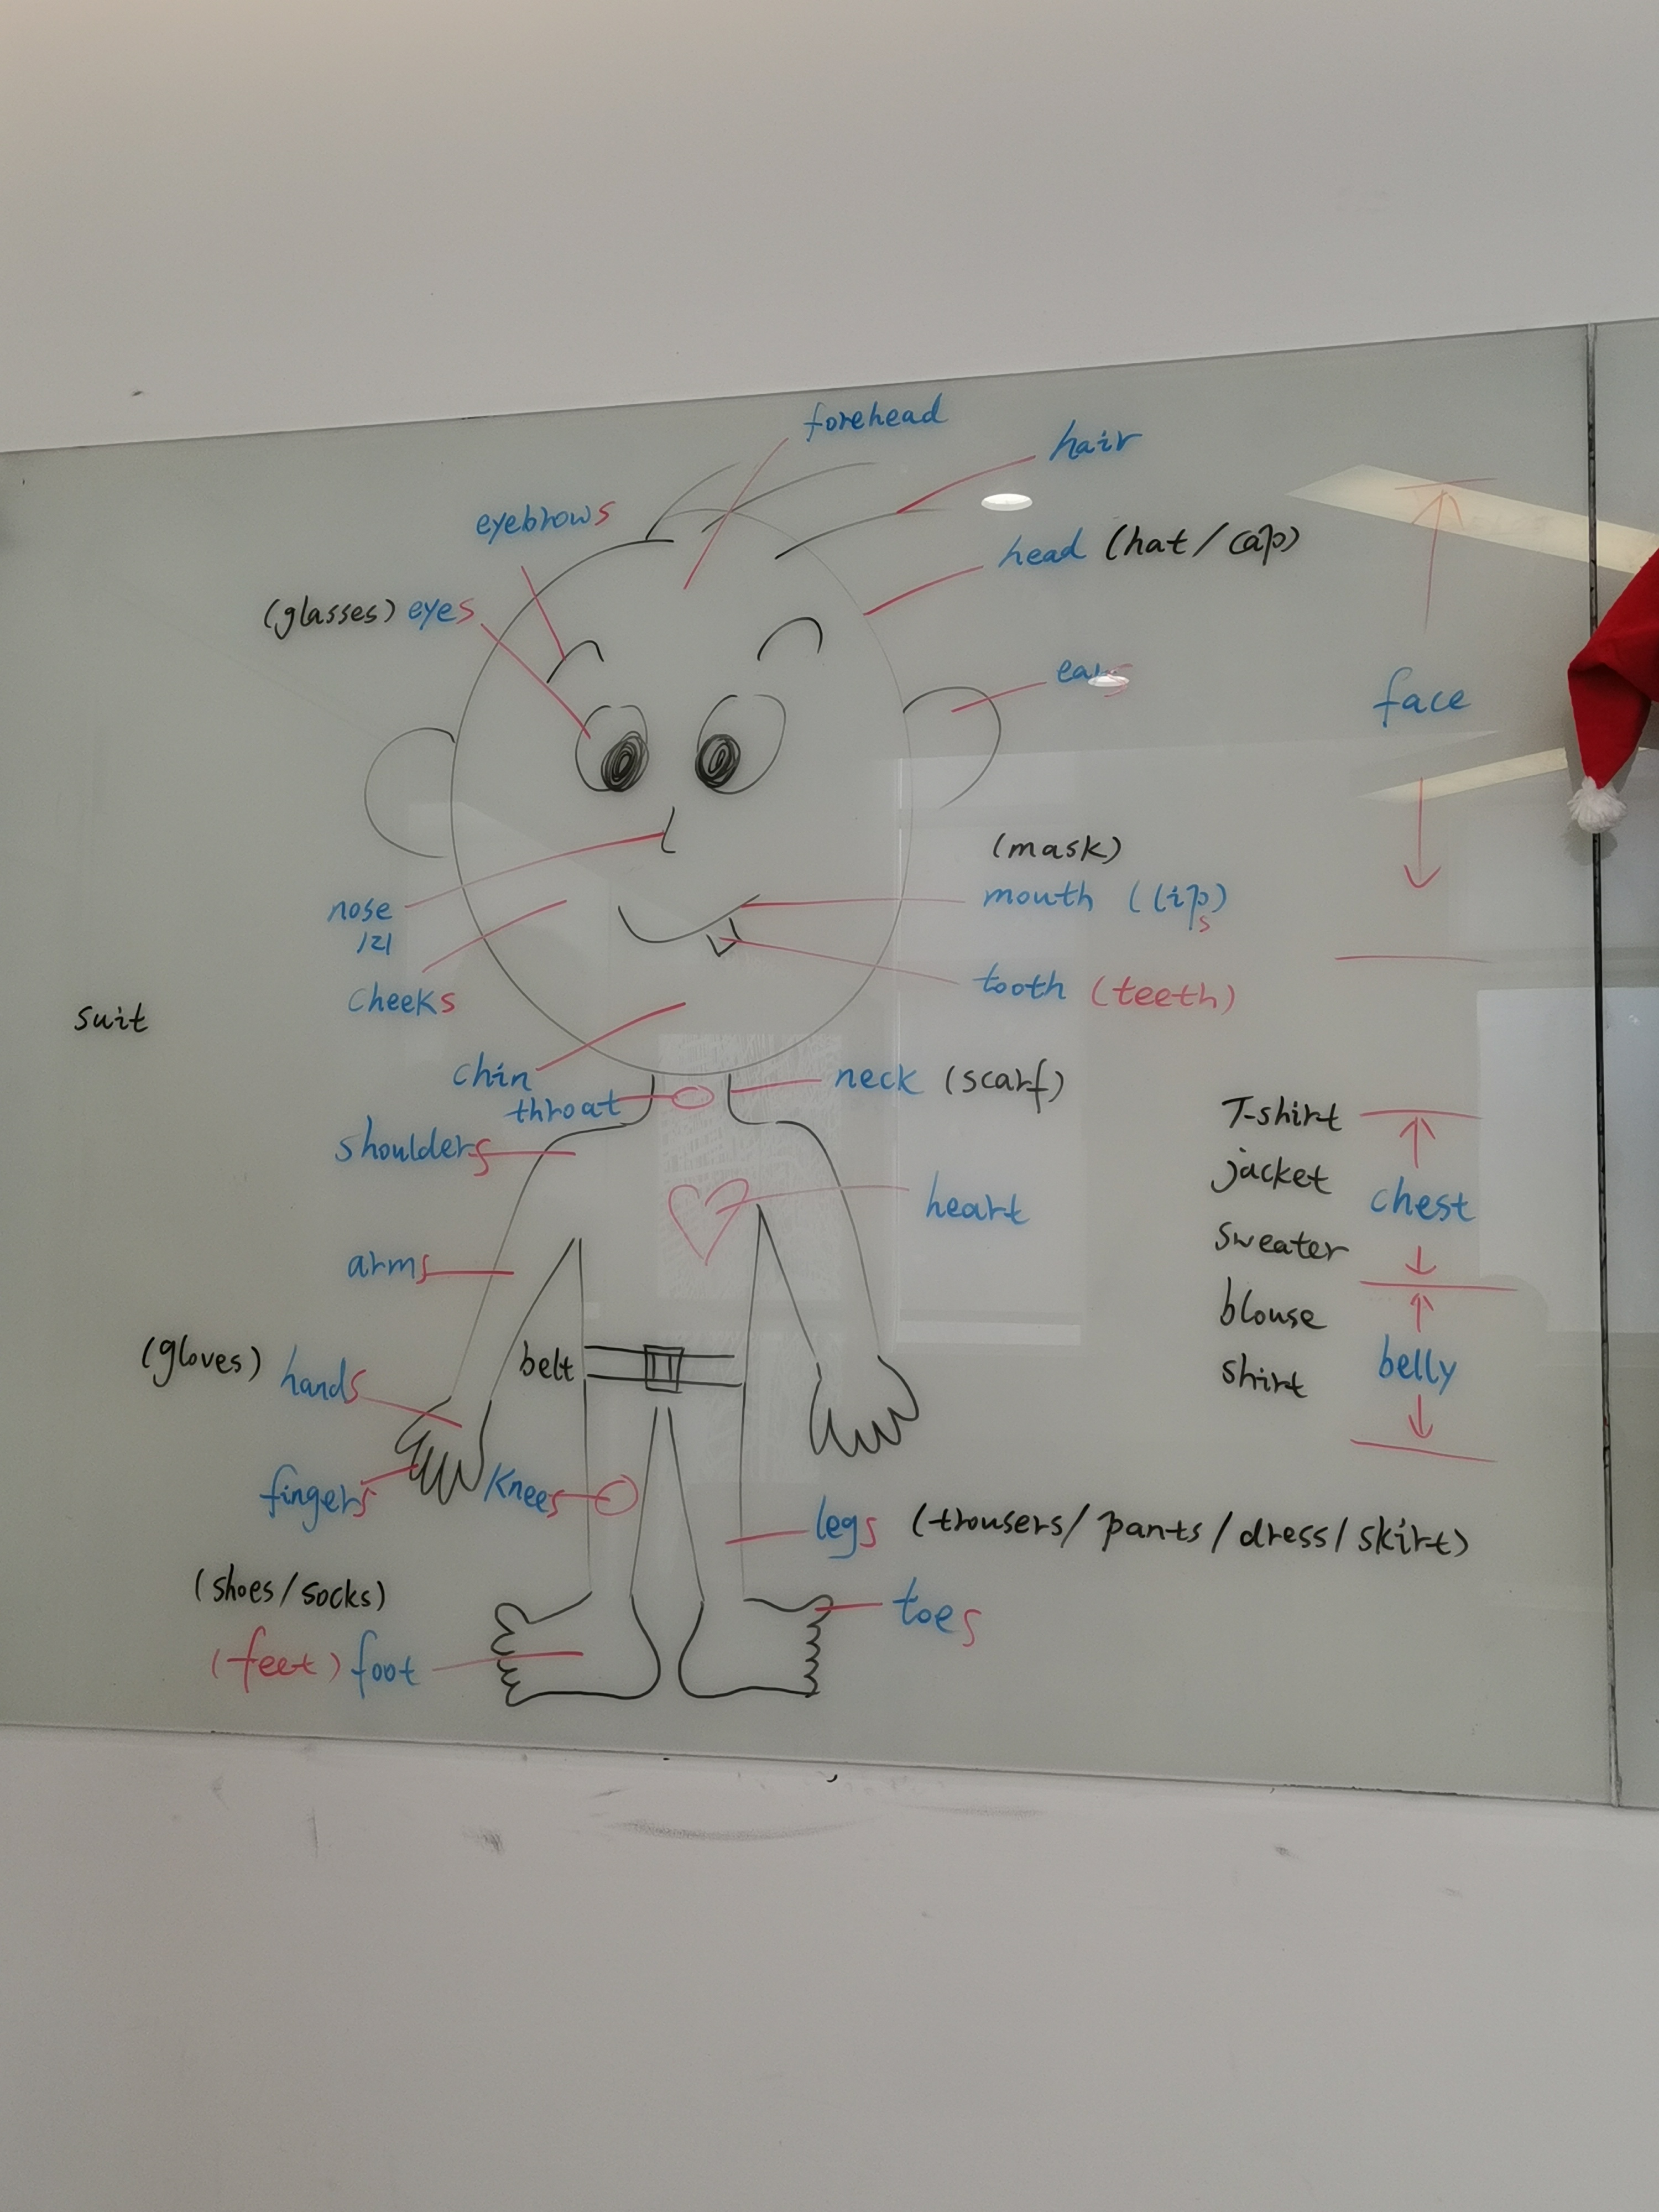 forehead
hair
eyebrows
head (hat / cap)
(glasses) eyes
ears
face
(mask)
nose
/z/
mouth (lips)
cheeks
tooth (teeth)
suit
chin
neck (scarf)
throat
T-shirt
shoulders
jacket
heart
chest
arms
sweater
blouse
(gloves) hands
belt
shirt
belly
fingers
knees
legs (trousers / pants / dress / skirt)
(shoes / socks)
toes
(feet) foot